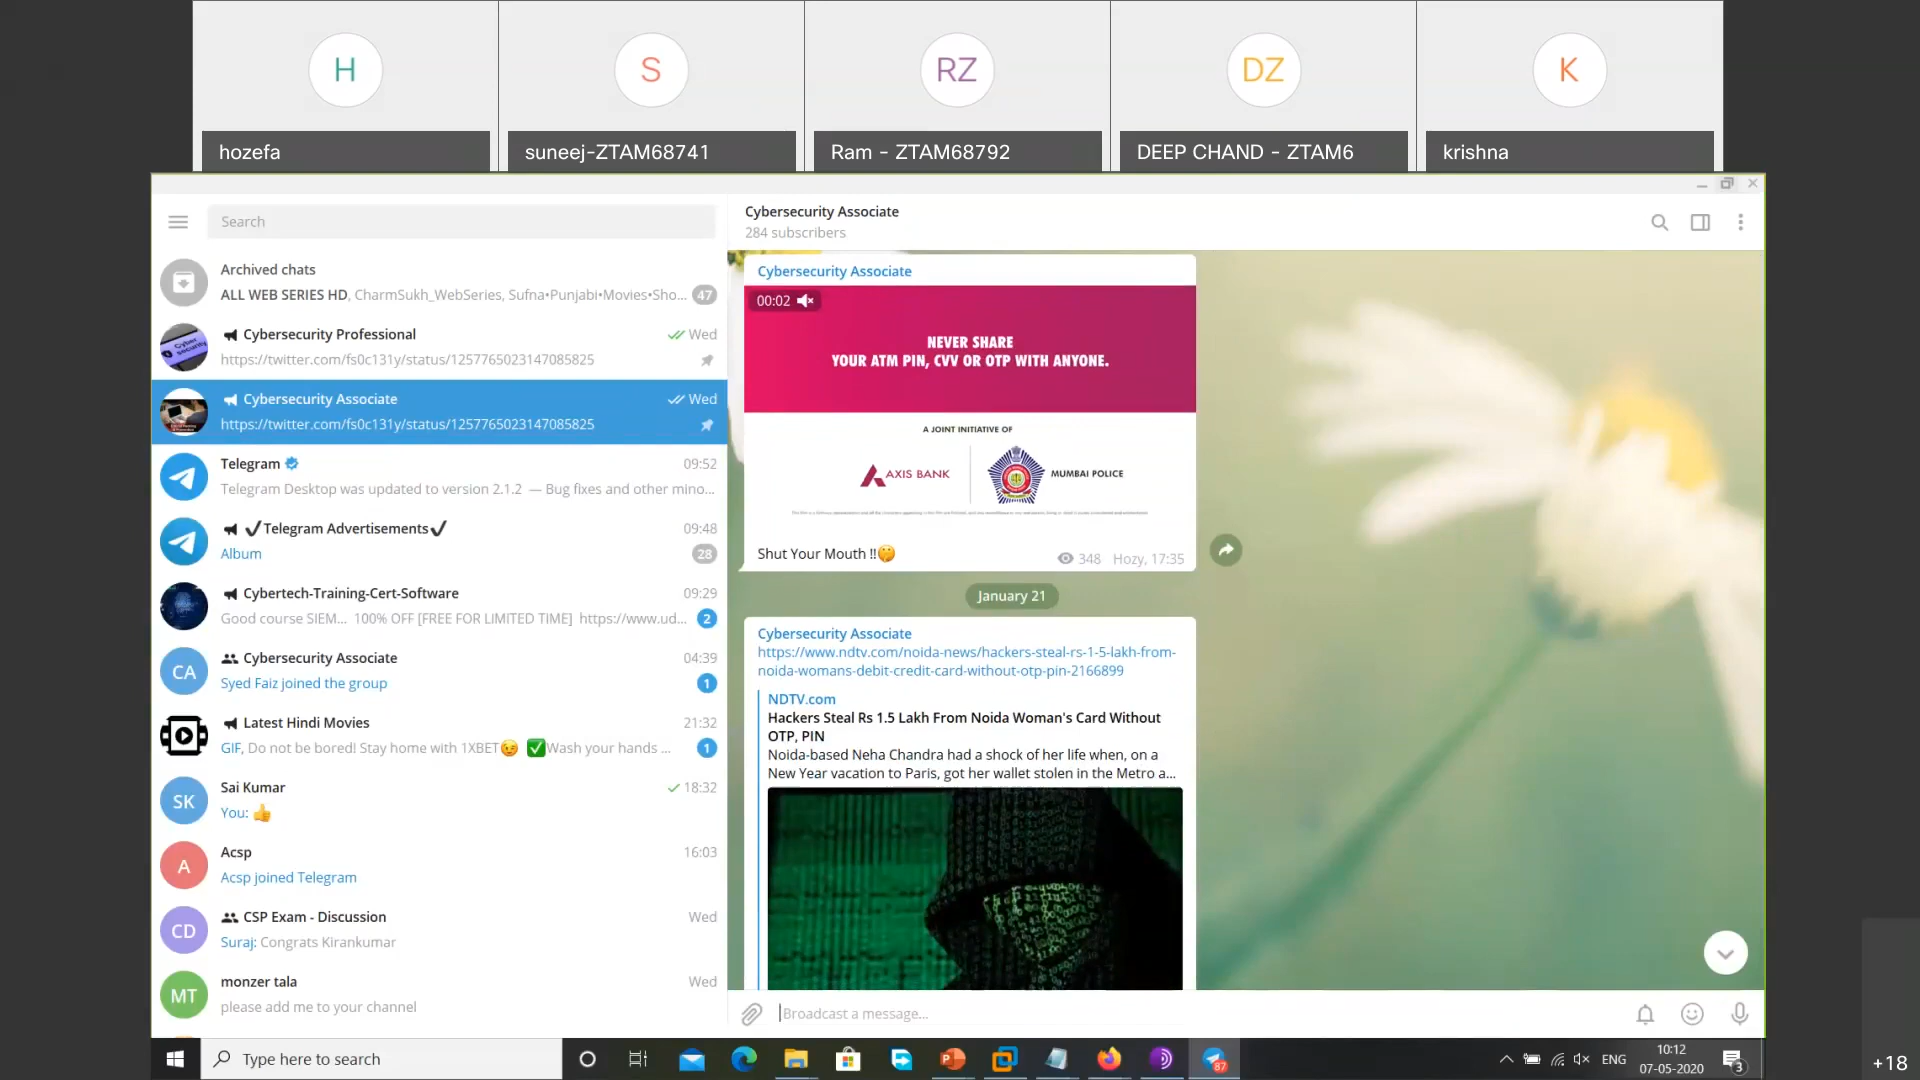 H
S
RZ
DZ
K
hozefa
suneej-ZTAM68741
Ram - ZTAM68792
DEEP CHAND - ZTAM6
krishna
Search
Archived chats
ALL WEB SERIES HD, CharmSukh_WebSeries, Sufna•Punjabi•Movies•Sho...
47
Cybersecurity Professional
Wed
https://twitter.com/fs0c131y/status/1257765023147085825
Cybersecurity Associate
Wed
https://twitter.com/fs0c131y/status/1257765023147085825
Telegram
09:52
Telegram Desktop was updated to version 2.1.2 — Bug fixes and other mino...
✔Telegram Advertisements✔
09:48
Album
28
Cybertech-Training-Cert-Software
09:29
Good course SIEM... 100% OFF [FREE FOR LIMITED TIME] https://www.ud...
2
CA
Cybersecurity Associate
04:39
Syed Faiz joined the group
1
Latest Hindi Movies
21:32
GIF, Do not be bored! Stay home with 1XBET😉 ✅Wash your hands ...
1
SK
Sai Kumar
18:32
You: 👍
A
Acsp
16:03
Acsp joined Telegram
CD
CSP Exam - Discussion
Wed
Suraj: Congrats Kirankumar
MT
monzer tala
Wed
please add me to your channel
Cybersecurity Associate
284 subscribers
Cybersecurity Associate
00:02
NEVER SHARE
YOUR ATM PIN, CVV OR OTP WITH ANYONE.
A JOINT INITIATIVE OF
AXIS BANK
MUMBAI POLICE
Shut Your Mouth !!🤫
348 Hozy, 17:35
January 21
Cybersecurity Associate
https://www.ndtv.com/noida-news/hackers-steal-rs-1-5-lakh-from-
noida-womans-debit-credit-card-without-otp-pin-2166899
NDTV.com
Hackers Steal Rs 1.5 Lakh From Noida Woman's Card Without
OTP, PIN
Noida-based Neha Chandra had a shock of her life when, on a
New Year vacation to Paris, got her wallet stolen in the Metro a...
Broadcast a message...
Type here to search
87
ENG
10:12
07-05-2020
3
+18